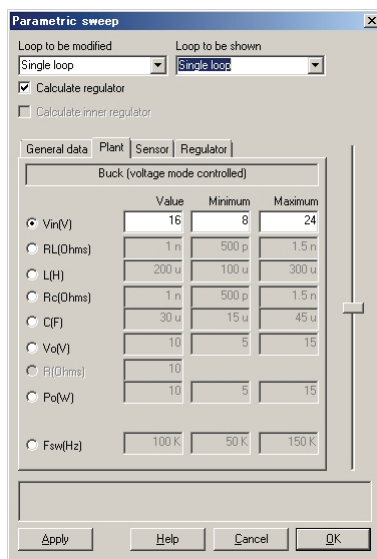 Parametric sweep
Loop to be modified Loop to be shown
Single loop Single loop
Calculate regulator
Calculate inner regulator
General data Plant Sensor Regulator
Buck (voltage mode controlled)
Value Minimum Maximum
Vin(V) 16 8 24
RL(Ohms) 1 n 500 p 1.5 n
L(H) 200 u 100 u 300 u
Rc(Ohms) 1 n 500 p 1.5 n
C(F) 30 u 15 u 45 u
Vo(V) 10 5 15
R(Ohms) 10
Po(W) 10 5 15
Fsw(Hz) 100 K 50 K 150 K
Apply Help Cancel OK